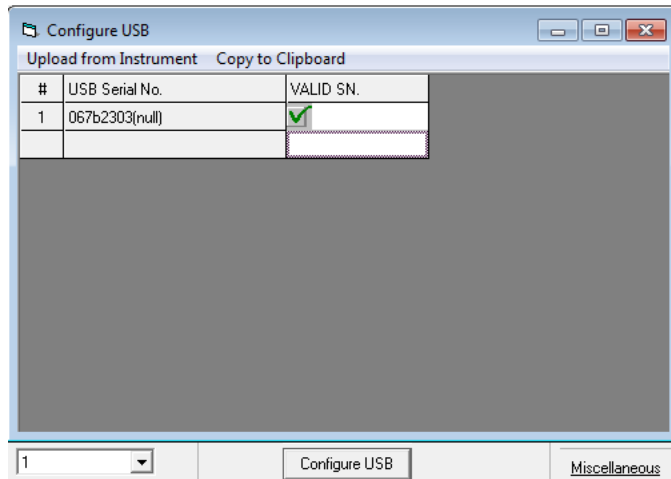 Configure USB
Upload from Instrument Copy to Clipboard
# USB Serial No. VALID SN.
1 067b2303(null)
1 Configure USB Miscellaneous